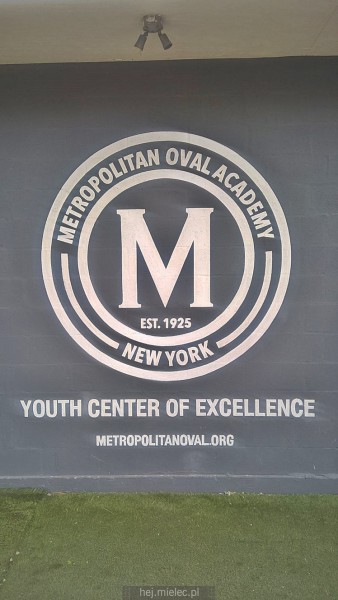 METROPOLITAN OVAL ACADEMY
M
EST. 1925
NEW YORK
YOUTH CENTER OF EXCELLENCE
METROPOLITANOVAL.ORG
hej.mielec.pl